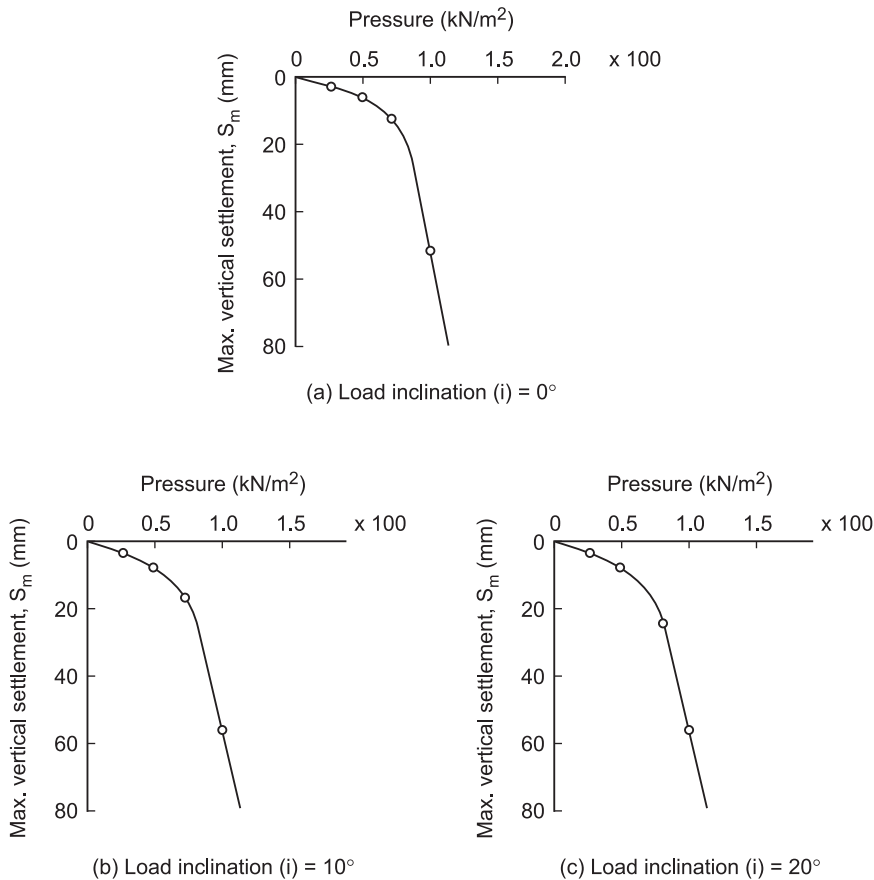 Pressure (kN/m²)
0 0.5 1.0 1.5 2.0 x 100
0
20
40
60
80
Max. vertical settlement, Sₘ (mm)
(a) Load inclination (i) = 0°
Pressure (kN/m²)
0 0.5 1.0 1.5 x 100
0
20
40
60
80
Max. vertical settlement, Sₘ (mm)
(b) Load inclination (i) = 10°
Pressure (kN/m²)
0 0.5 1.0 1.5 x 100
0
20
40
60
80
Max. vertical settlement, Sₘ (mm)
(c) Load inclination (i) = 20°